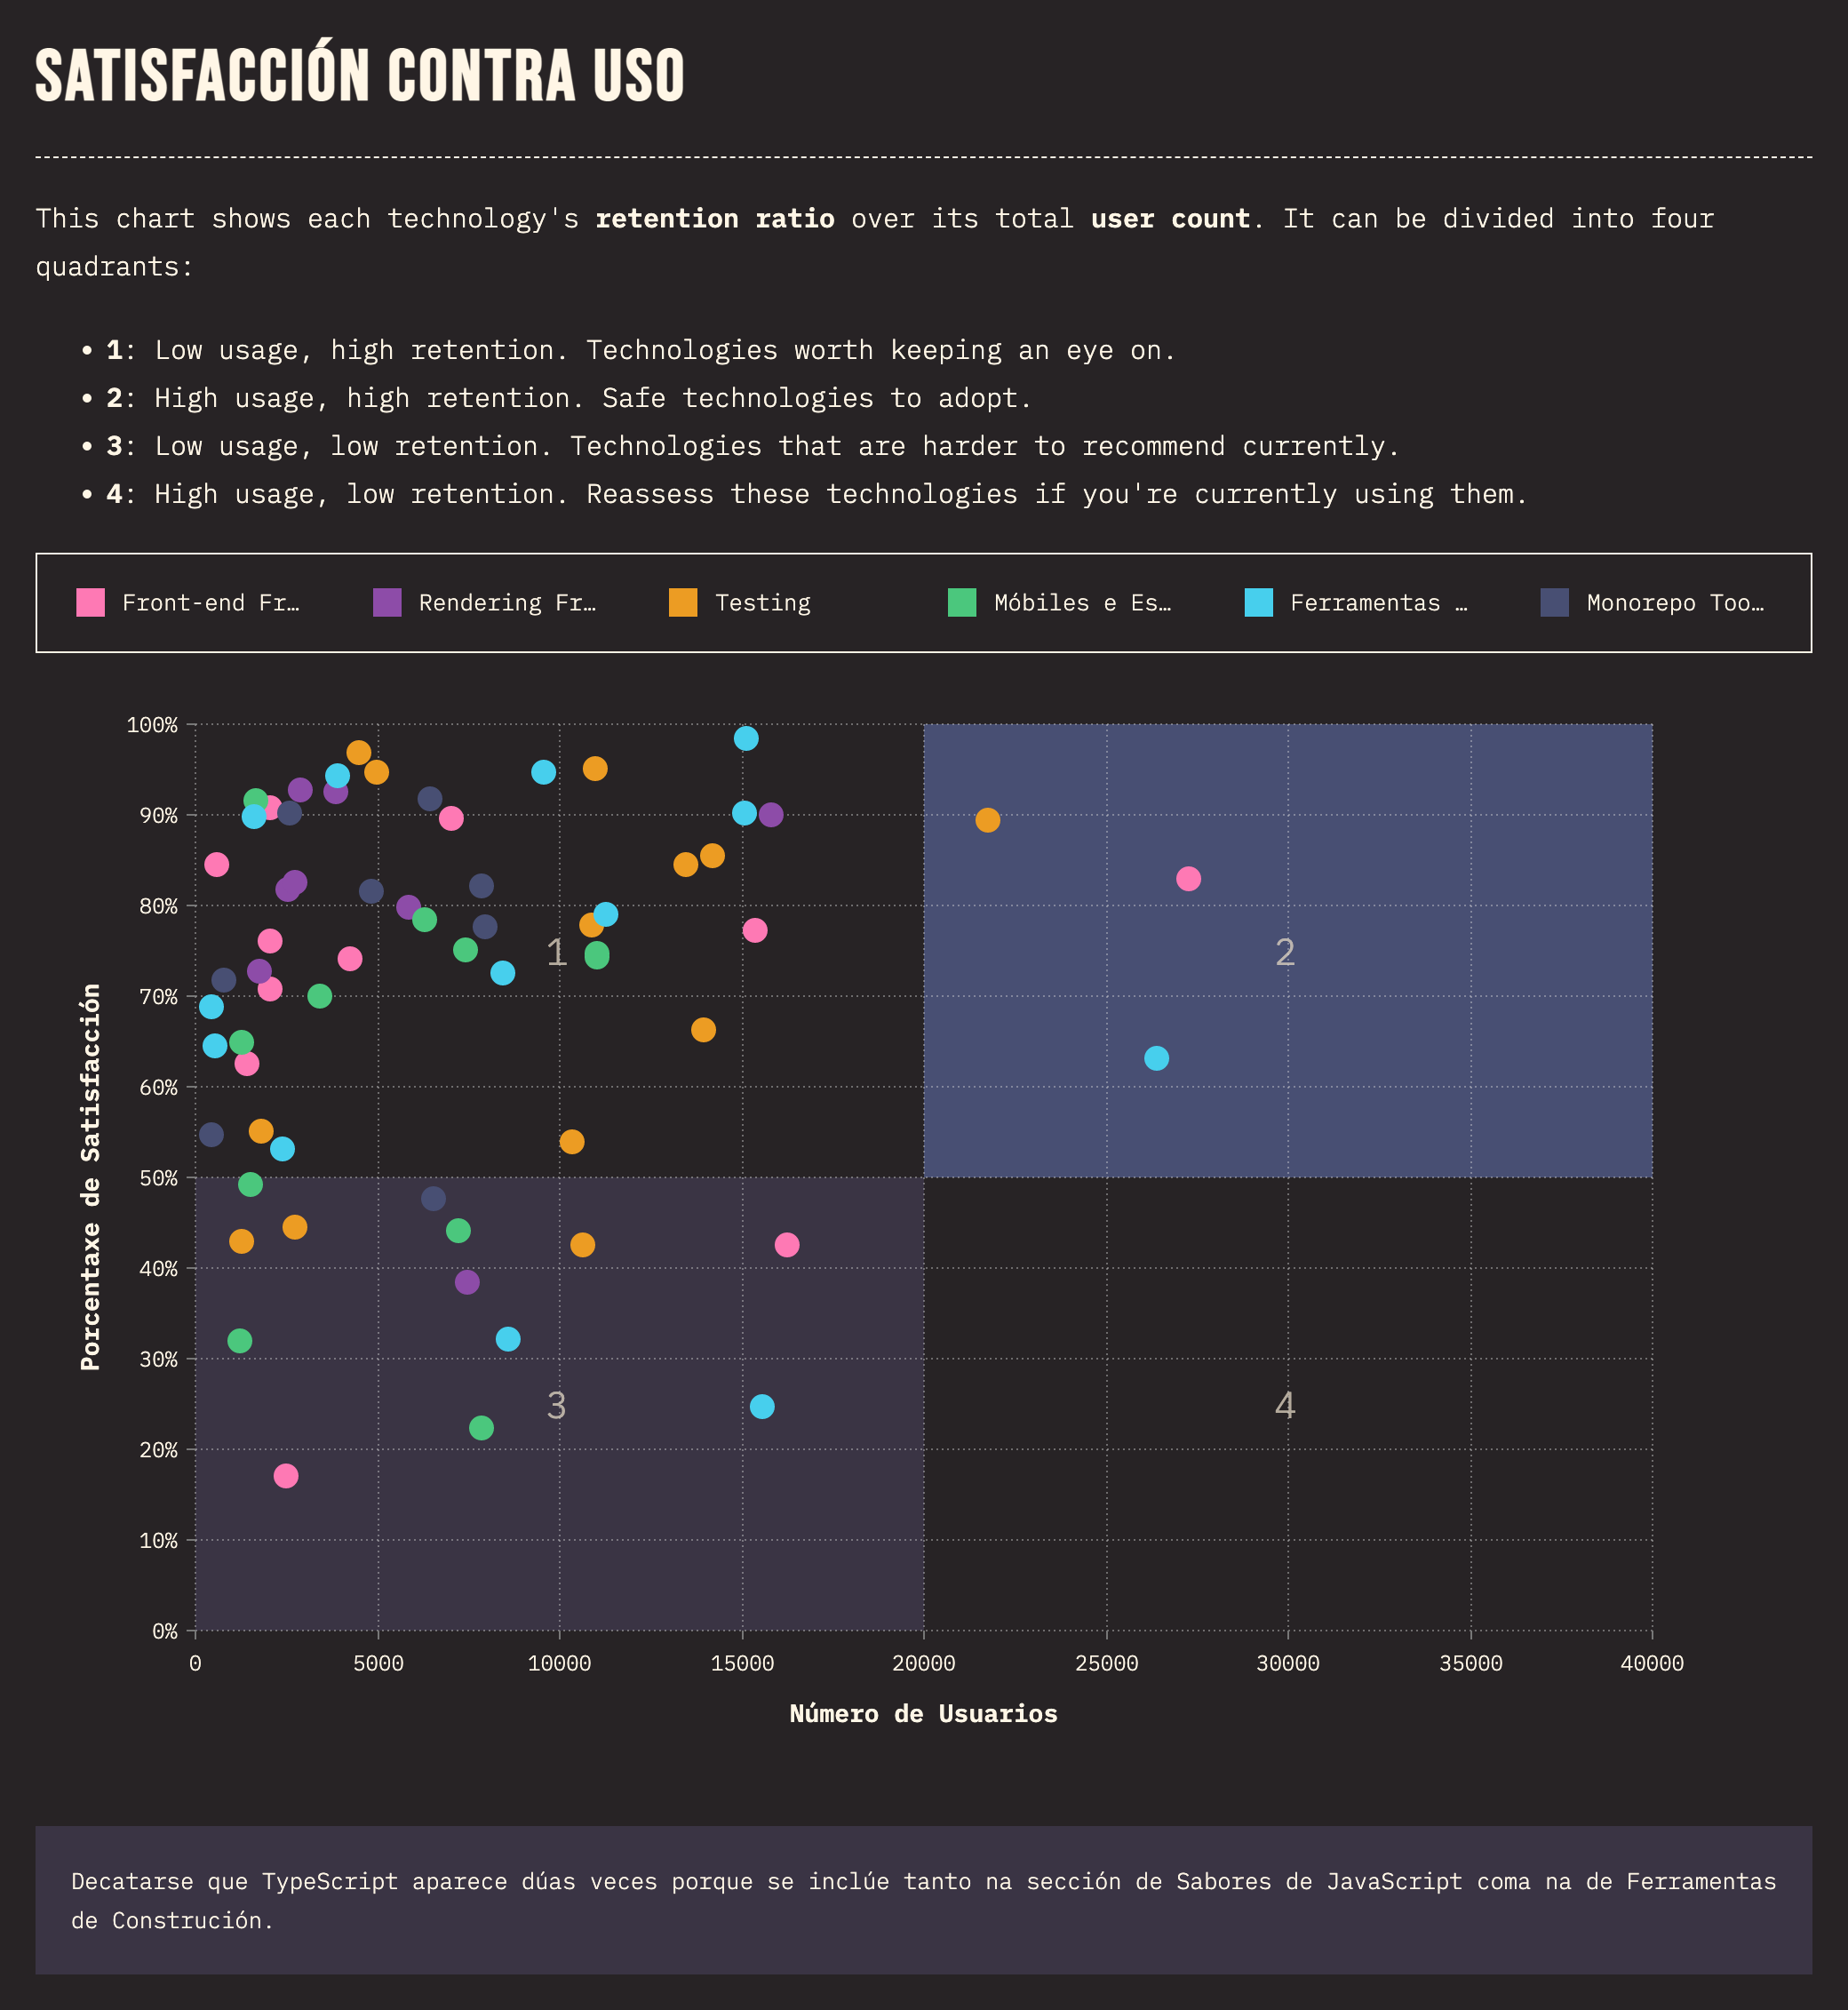 SATISFACCIÓN CONTRA USO
This chart shows each technology's retention ratio over its total user count. It can be divided into four
quadrants:
• 1: Low usage, high retention. Technologies worth keeping an eye on.
• 2: High usage, high retention. Safe technologies to adopt.
• 3: Low usage, low retention. Technologies that are harder to recommend currently.
• 4: High usage, low retention. Reassess these technologies if you're currently using them.
Front-end Fr… Rendering Fr… Testing Móbiles e Es… Ferramentas … Monorepo Too…
100%
90%
80%
70%
60%
50%
40%
30%
20%
10%
0%
Porcentaxe de Satisfacción
1
2
3
4
0 5000 10000 15000 20000 25000 30000 35000 40000
Número de Usuarios
Decatarse que TypeScript aparece dúas veces porque se inclúe tanto na sección de Sabores de JavaScript coma na de Ferramentas
de Construción.